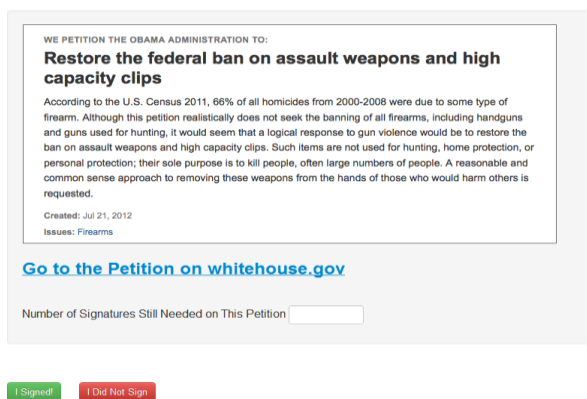 WE PETITION THE OBAMA ADMINISTRATION TO:
Restore the federal ban on assault weapons and high
capacity clips
According to the U.S. Census 2011, 66% of all homicides from 2000-2008 were due to some type of
firearm. Although this petition realistically does not seek the banning of all firearms, including handguns
and guns used for hunting, it would seem that a logical response to gun violence would be to restore the
ban on assault weapons and high capacity clips. Such items are not used for hunting, home protection, or
personal protection; their sole purpose is to kill people, often large numbers of people. A reasonable and
common sense approach to removing these weapons from the hands of those who would harm others is
requested.
Created: Jul 21, 2012
Issues: Firearms
Go to the Petition on whitehouse.gov
Number of Signatures Still Needed on This Petition
I Signed! I Did Not Sign